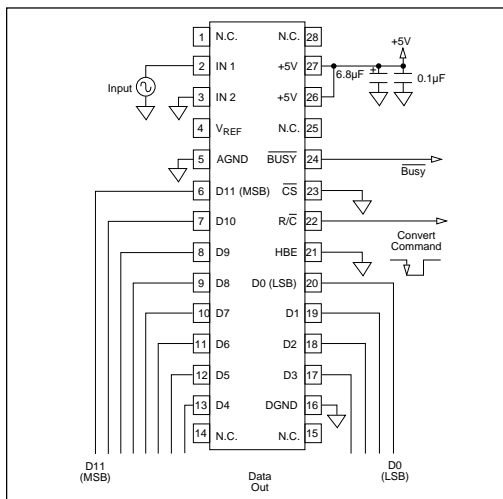 +5V
1 N.C. N.C. 28
2 IN 1 +5V 27 6.8µF + 0.1µF
Input
3 IN 2 +5V 26
4 VREF N.C. 25
5 AGND BUSY 24
Busy
6 D11 (MSB) CS 23
7 D10 R/C 22
Convert
Command
8 D9 HBE 21
9 D8 D0 (LSB) 20
10 D7 D1 19
11 D6 D2 18
12 D5 D3 17
13 D4 DGND 16
14 N.C. N.C. 15
D11
(MSB)
Data
Out
D0
(LSB)